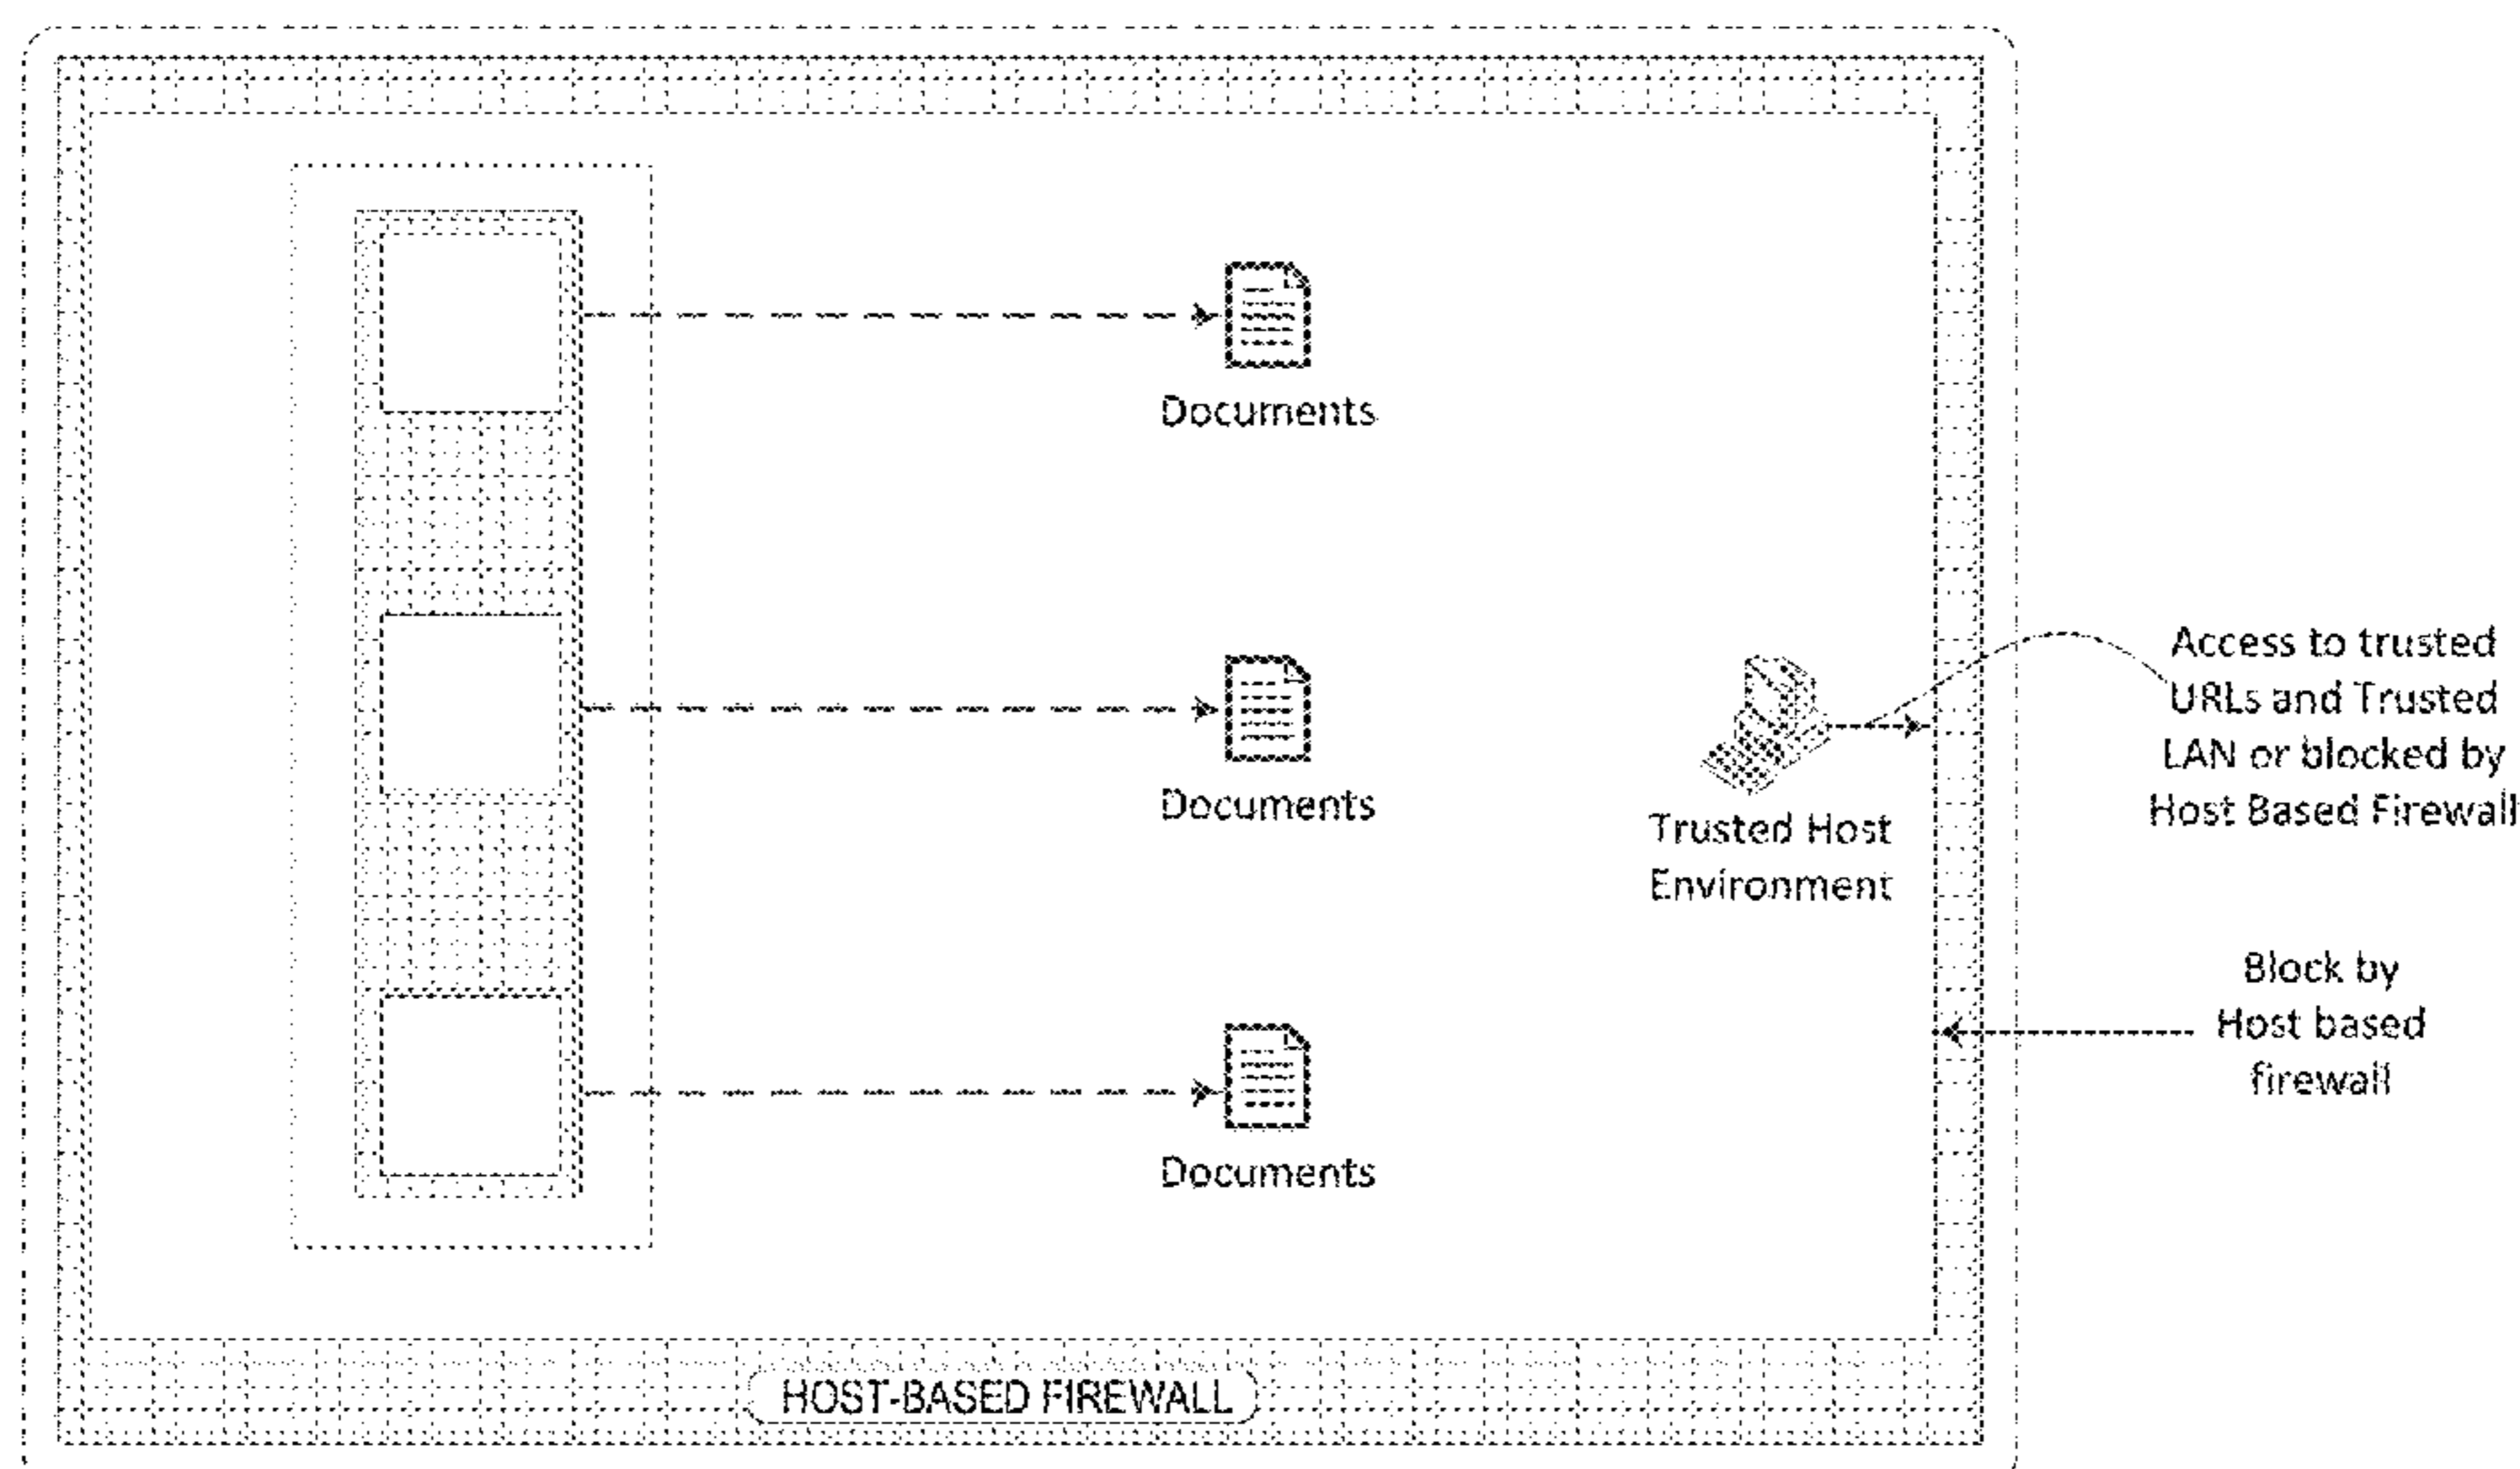 Documents
Documents
Trusted Host
Environment
Access to trusted
URLs and Trusted
LAN or blocked by
Host Based Firewall
Block by
Host based
firewall
Documents
HOST-BASED FIREWALL